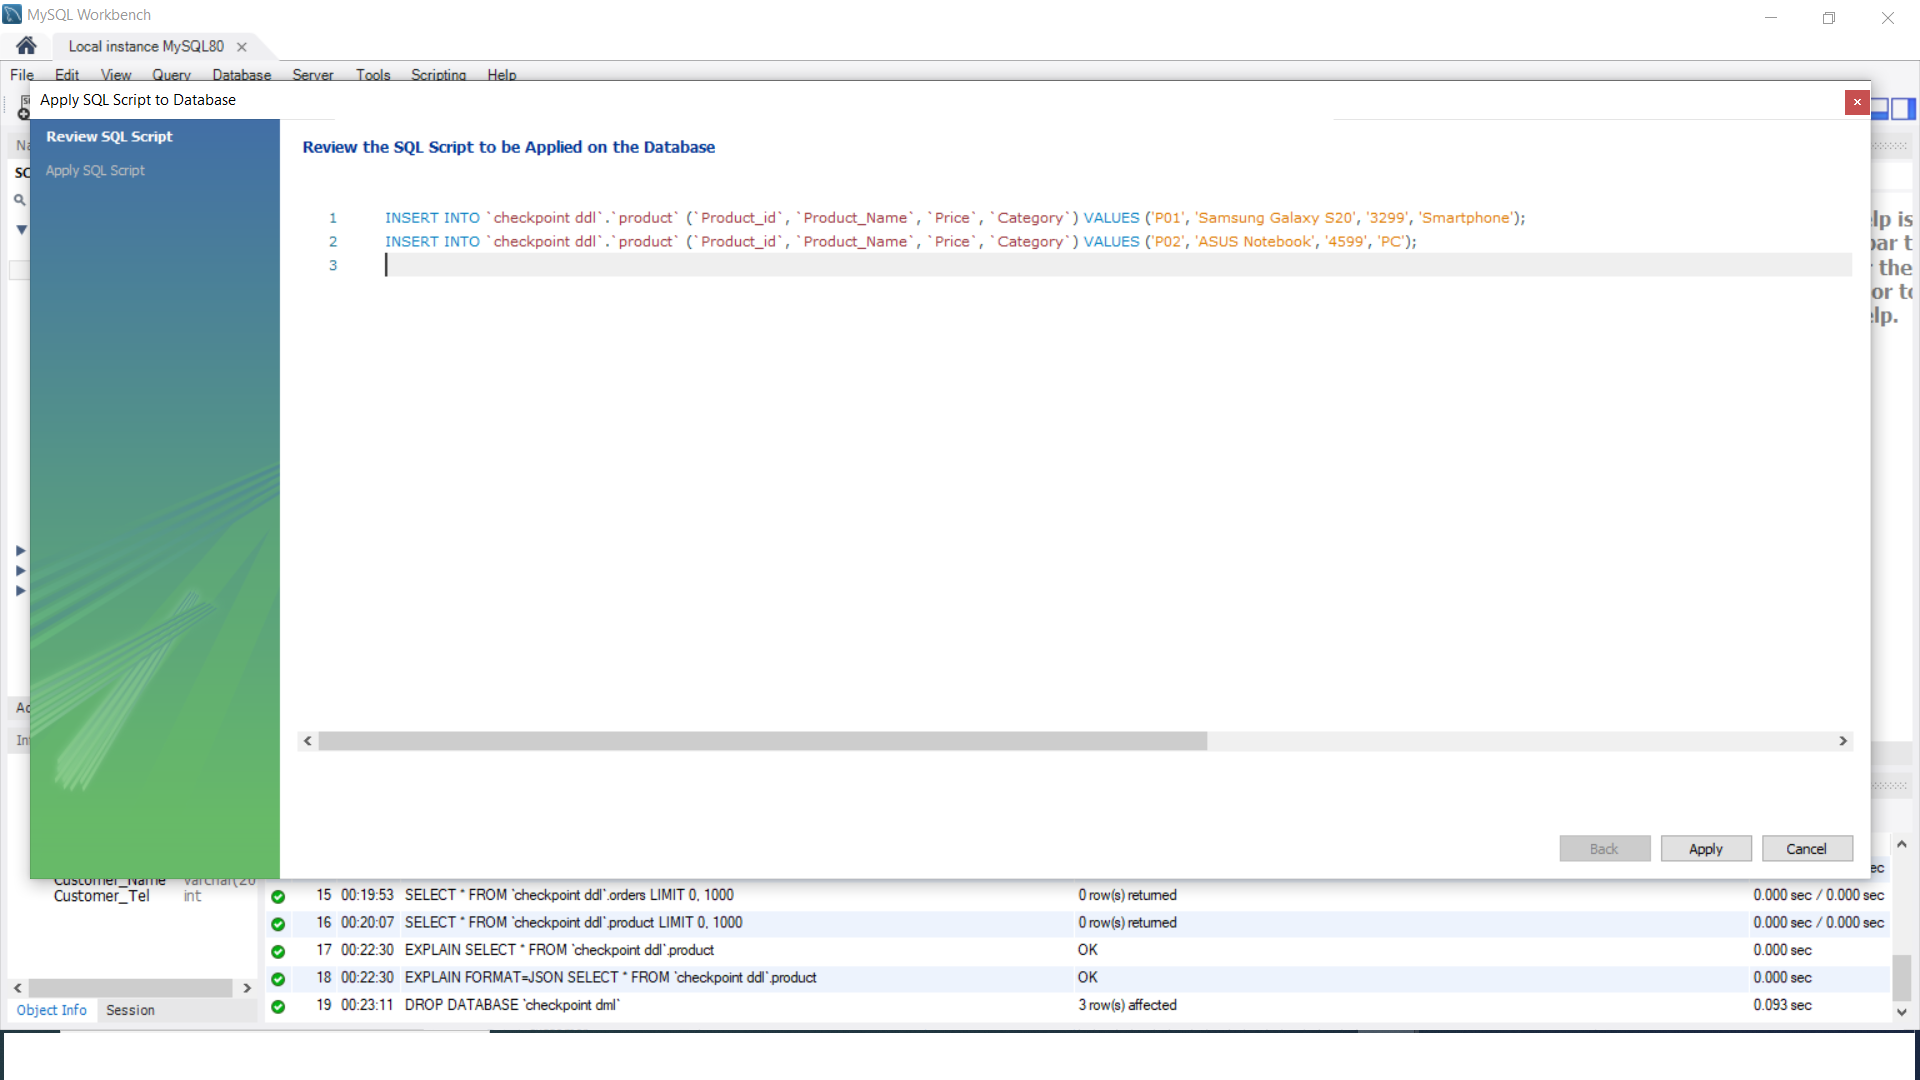 MySQL Workbench
Local instance MySQL80
File Edit View Query Database Server Tools Scripting Help
Apply SQL Script to Database
Review SQL Script
Apply SQL Script
Review the SQL Script to be Applied on the Database
1 INSERT INTO `checkpoint ddl`.`product` (`Product_id`, `Product_Name`, `Price`, `Category`) VALUES ('P01', 'Samsung Galaxy S20', '3299', 'Smartphone');
2 INSERT INTO `checkpoint ddl`.`product` (`Product_id`, `Product_Name`, `Price`, `Category`) VALUES ('P02', 'ASUS Notebook', '4599', 'PC');
3
the
Back Apply Cancel
Customer_Name varchar(20
Customer_Tel int
15 00:19:53 SELECT * FROM `checkpoint ddl`.orders LIMIT 0, 1000 0 row(s) returned 0.000 sec / 0.000 sec
16 00:20:07 SELECT * FROM `checkpoint ddl`.product LIMIT 0, 1000 0 row(s) returned 0.000 sec / 0.000 sec
17 00:22:30 EXPLAIN SELECT * FROM `checkpoint ddl`.product OK 0.000 sec
18 00:22:30 EXPLAIN FORMAT=JSON SELECT * FROM `checkpoint ddl`.product OK 0.000 sec
19 00:23:11 DROP DATABASE `checkpoint dml` 3 row(s) affected 0.093 sec
Object Info Session